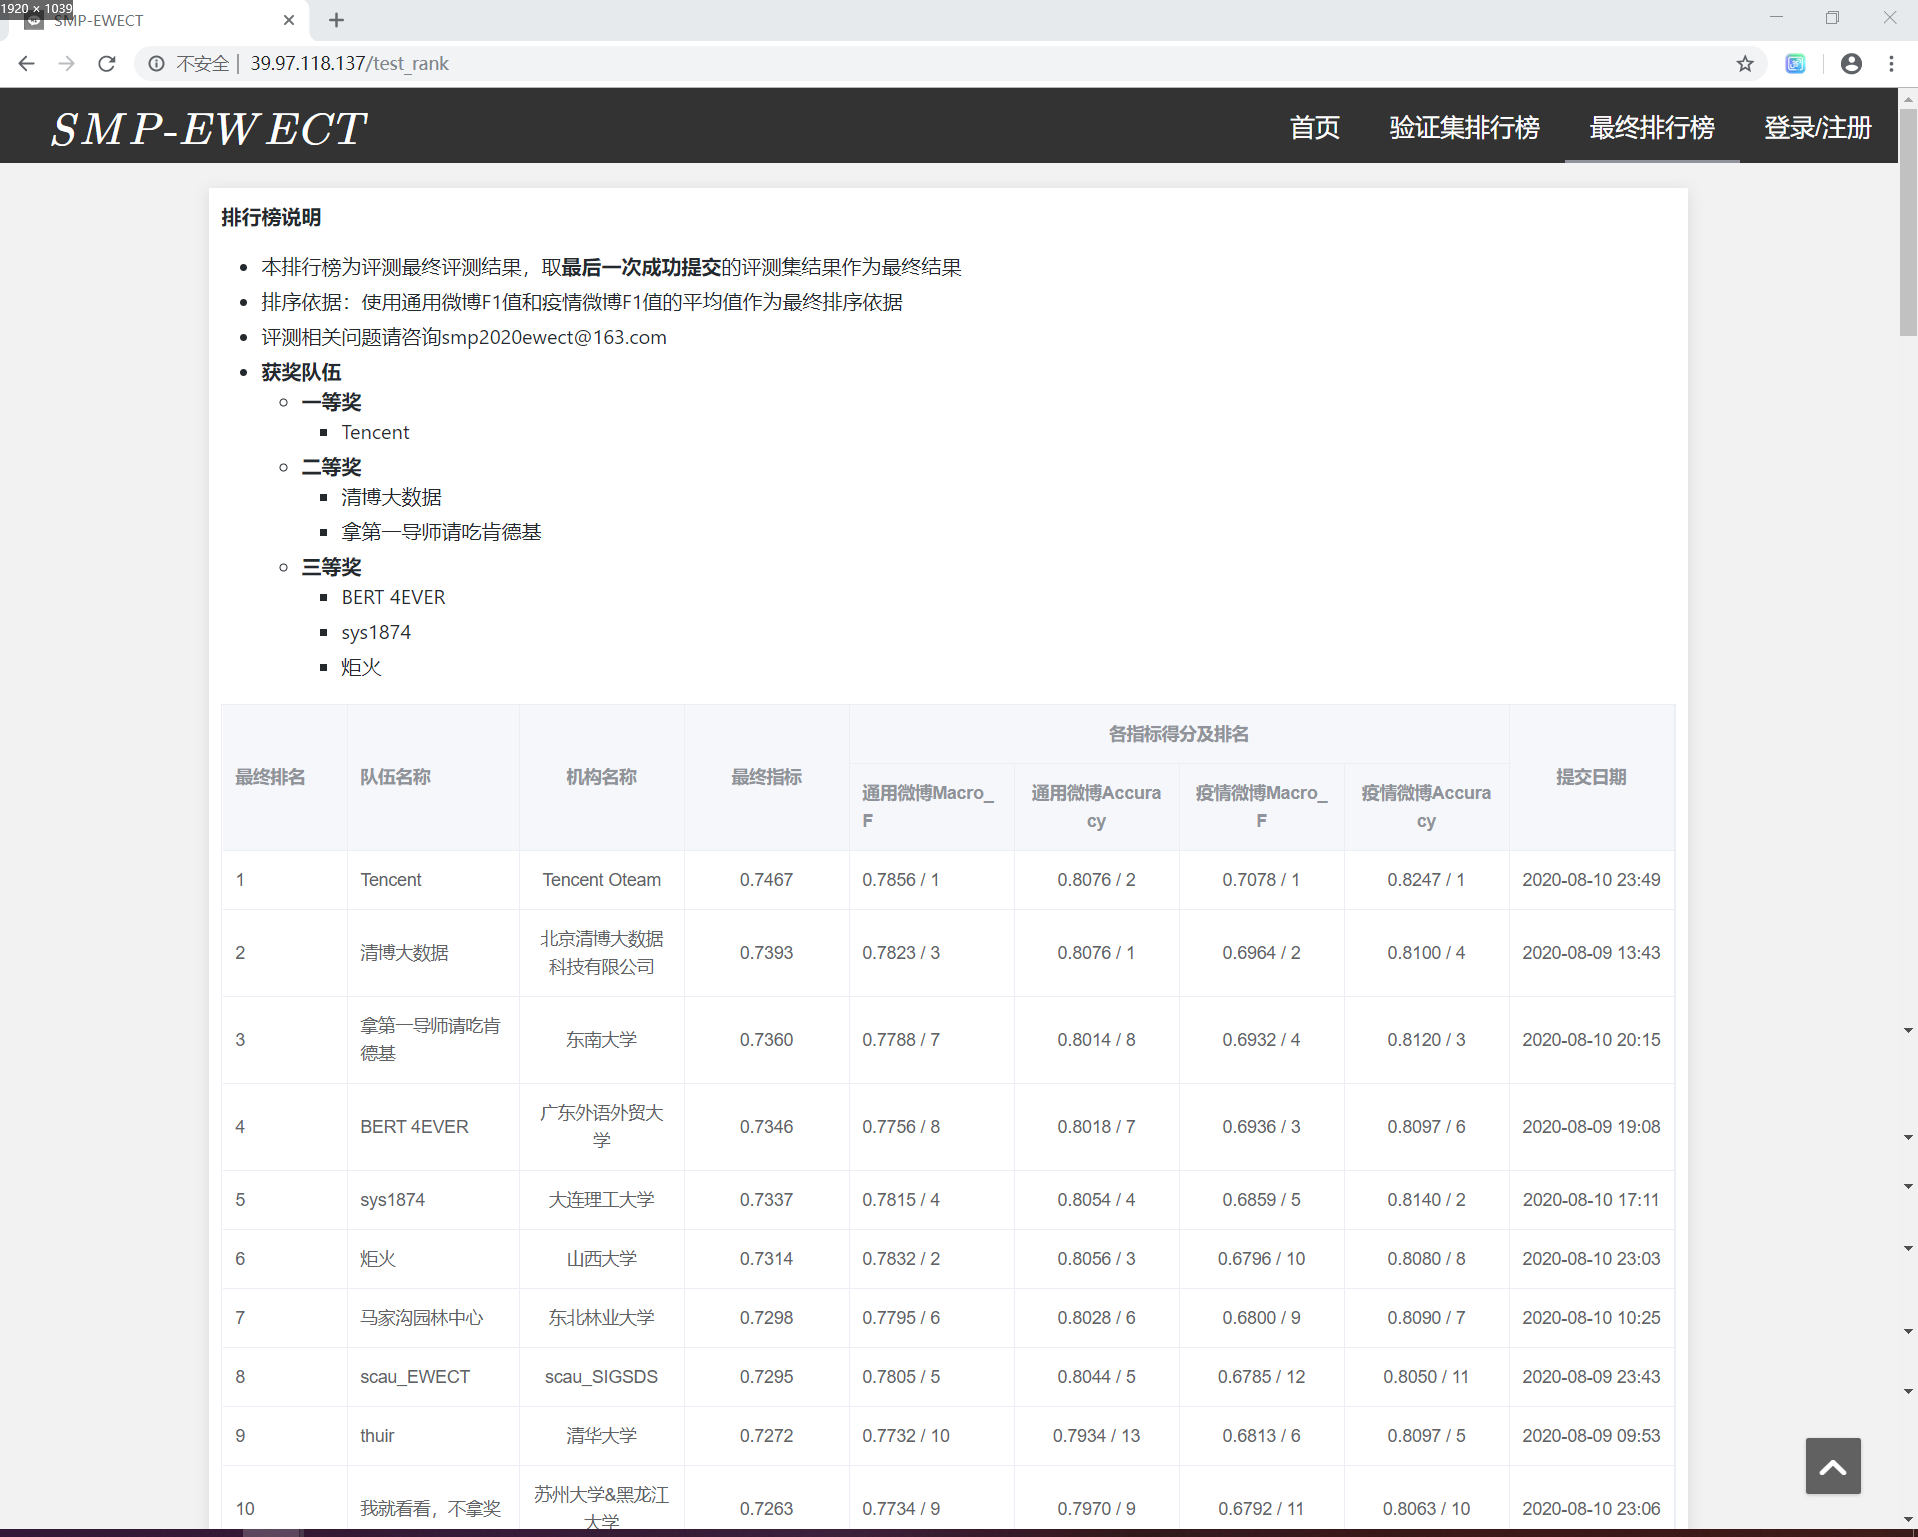 1920 × 1039
SMP-EWECT
不安全 | 39.97.118.137/test_rank
SMP-EWECT
首页 验证集排行榜 最终排行榜 登录/注册
排行榜说明
本排行榜为评测最终评测结果，取最后一次成功提交的评测集结果作为最终结果
排序依据：使用通用微博F1值和疫情微博F1值的平均值作为最终排序依据
评测相关问题请咨询smp2020ewect@163.com
获奖队伍
一等奖
Tencent
二等奖
清博大数据
拿第一导师请吃肯德基
三等奖
BERT 4EVER
sys1874
炬火
各指标得分及排名
最终排名 队伍名称 机构名称 最终指标 提交日期
通用微博Macro_ 通用微博Accura 疫情微博Macro_ 疫情微博Accura
F cy F cy
1 Tencent Tencent Oteam 0.7467 0.7856 / 1 0.8076 / 2 0.7078 / 1 0.8247 / 1 2020-08-10 23:49
北京清博大数据
2 清博大数据 0.7393 0.7823 / 3 0.8076 / 1 0.6964 / 2 0.8100 / 4 2020-08-09 13:43
科技有限公司
拿第一导师请吃肯
3 东南大学 0.7360 0.7788 / 7 0.8014 / 8 0.6932 / 4 0.8120 / 3 2020-08-10 20:15
德基
广东外语外贸大
4 BERT 4EVER 0.7346 0.7756 / 8 0.8018 / 7 0.6936 / 3 0.8097 / 6 2020-08-09 19:08
学
5 sys1874 大连理工大学 0.7337 0.7815 / 4 0.8054 / 4 0.6859 / 5 0.8140 / 2 2020-08-10 17:11
6 炬火 山西大学 0.7314 0.7832 / 2 0.8056 / 3 0.6796 / 10 0.8080 / 8 2020-08-10 23:03
7 马家沟园林中心 东北林业大学 0.7298 0.7795 / 6 0.8028 / 6 0.6800 / 9 0.8090 / 7 2020-08-10 10:25
8 scau_EWECT scau_SIGSDS 0.7295 0.7805 / 5 0.8044 / 5 0.6785 / 12 0.8050 / 11 2020-08-09 23:43
9 thuir 清华大学 0.7272 0.7732 / 10 0.7934 / 13 0.6813 / 6 0.8097 / 5 2020-08-09 09:53
苏州大学&黑龙江
10 我就看看，不拿奖 0.7263 0.7734 / 9 0.7970 / 9 0.6792 / 11 0.8063 / 10 2020-08-10 23:06
大学